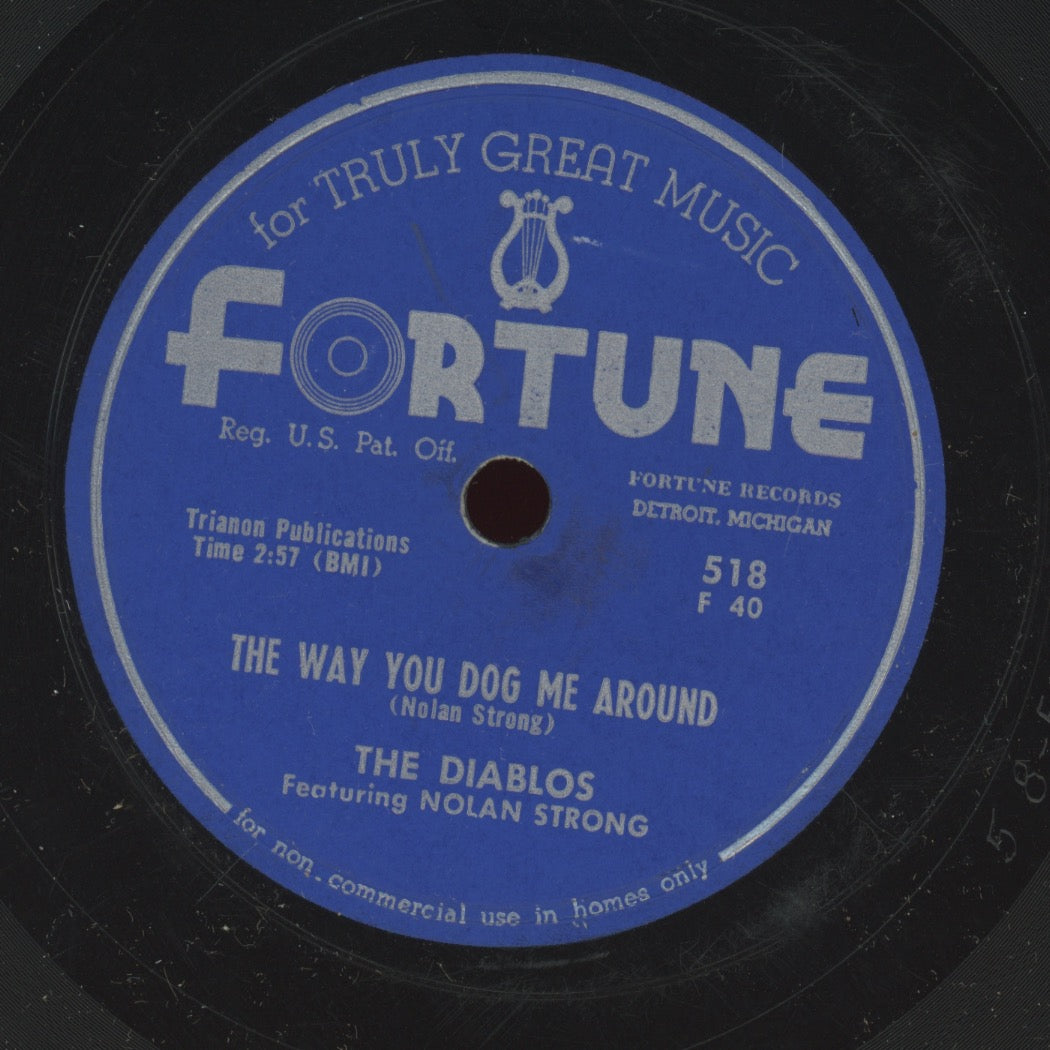 for TRULY GREAT MUSIC
FORTUNE
Reg. U.S. Pat. Off.
FORTUNE RECORDS
DETROIT, MICHIGAN
Trianon Publications
Time 2:57 (BMI)
518
F 40
THE WAY YOU DOG ME AROUND
(Nolan Strong)
THE DIABLOS
Featuring NOLAN STRONG
for non-commercial use in homes only